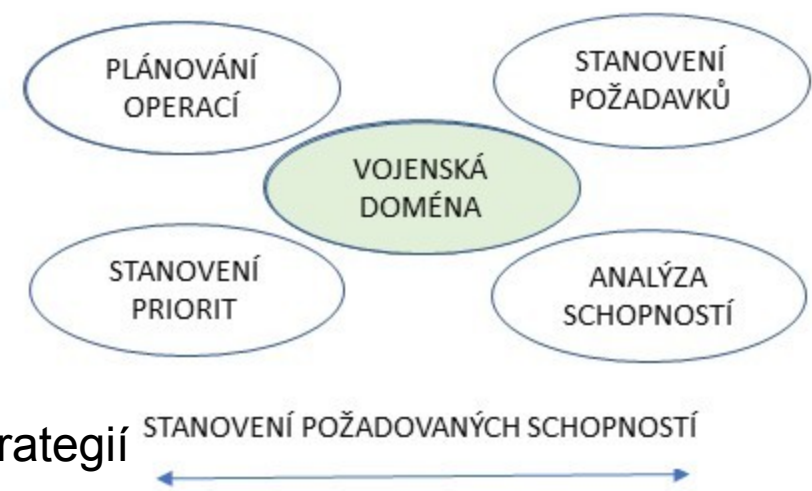 PLÁNOVÁNÍ
OPERACÍ
STANOVENÍ
POŽADAVKŮ
VOJENSKÁ
DOMÉNA
STANOVENÍ
PRIORIT
ANALÝZA
SCHOPNOSTÍ
STANOVENÍ POŽADOVANÝCH SCHOPNOSTÍ